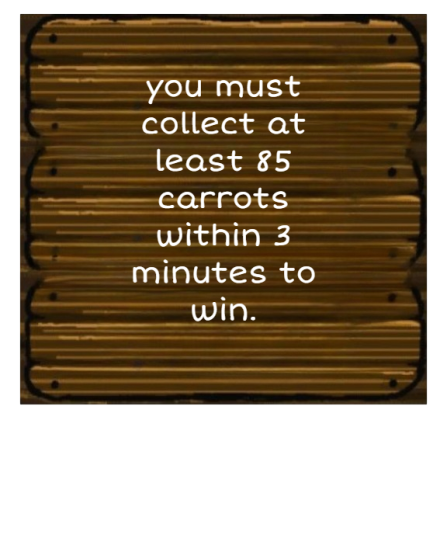 you must
collect at
least 85
carrots
within 3
minutes to
win.